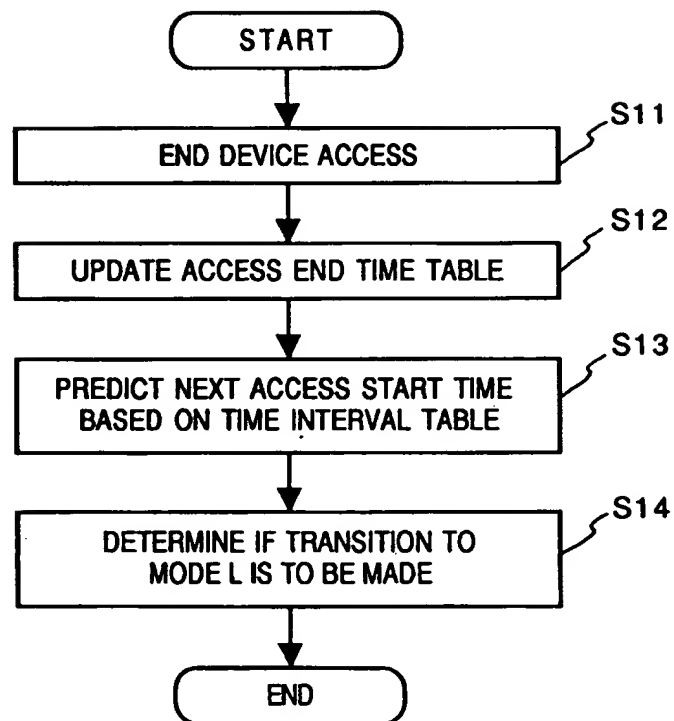 START
S11
END DEVICE ACCESS
S12
UPDATE ACCESS END TIME TABLE
S13
PREDICT NEXT ACCESS START TIME
BASED ON TIME INTERVAL TABLE
S14
DETERMINE IF TRANSITION TO
MODE L IS TO BE MADE
END